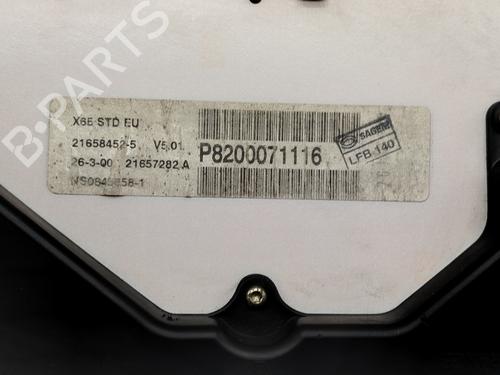 X65 STD EU
21658452-5 V5.01
26-3-00 21657282 A
P8200071116
SAGEM
LFB 140
B-PARTS